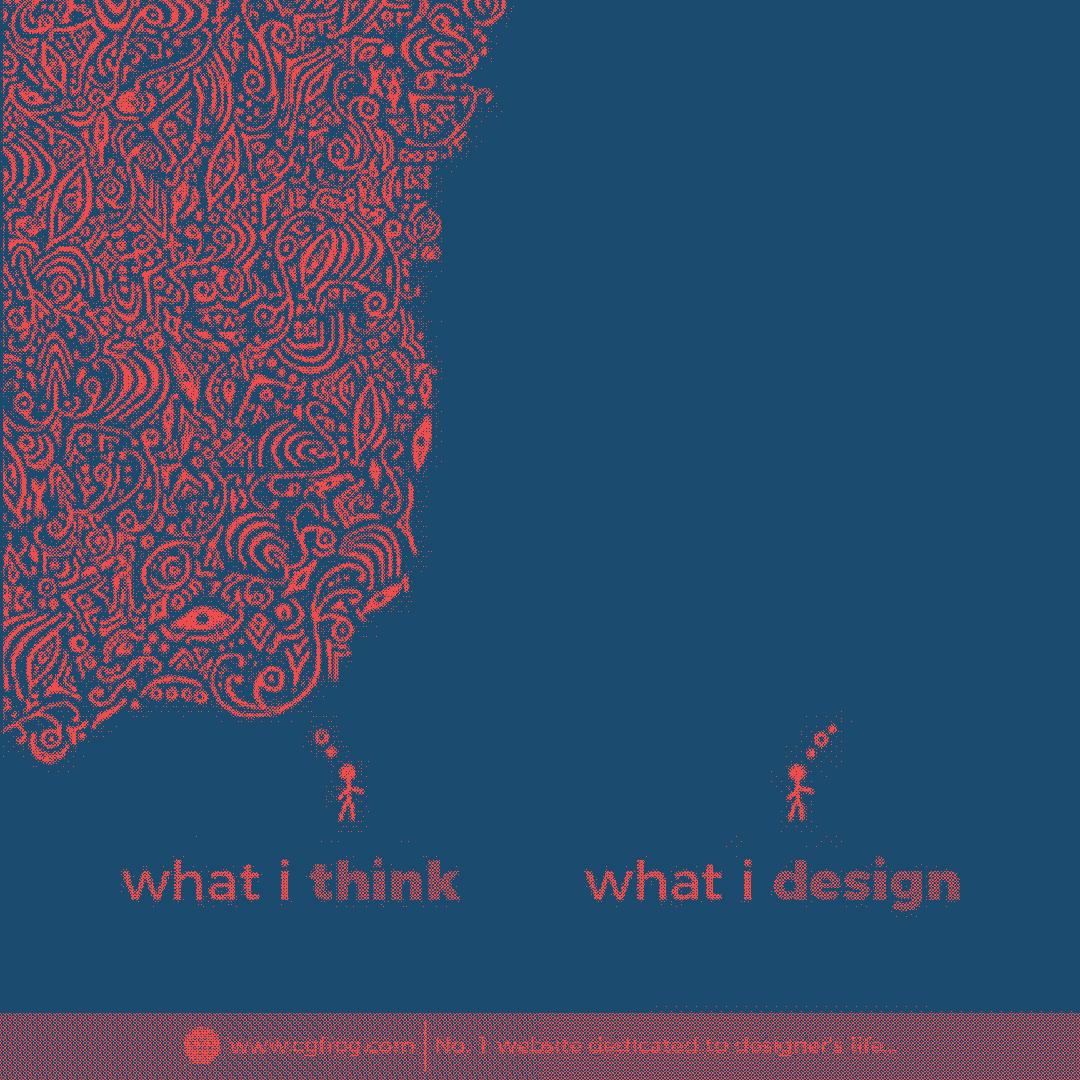 what i think
what i design
www.cgfrog.com | No. 1 website dedicated to designer's life..